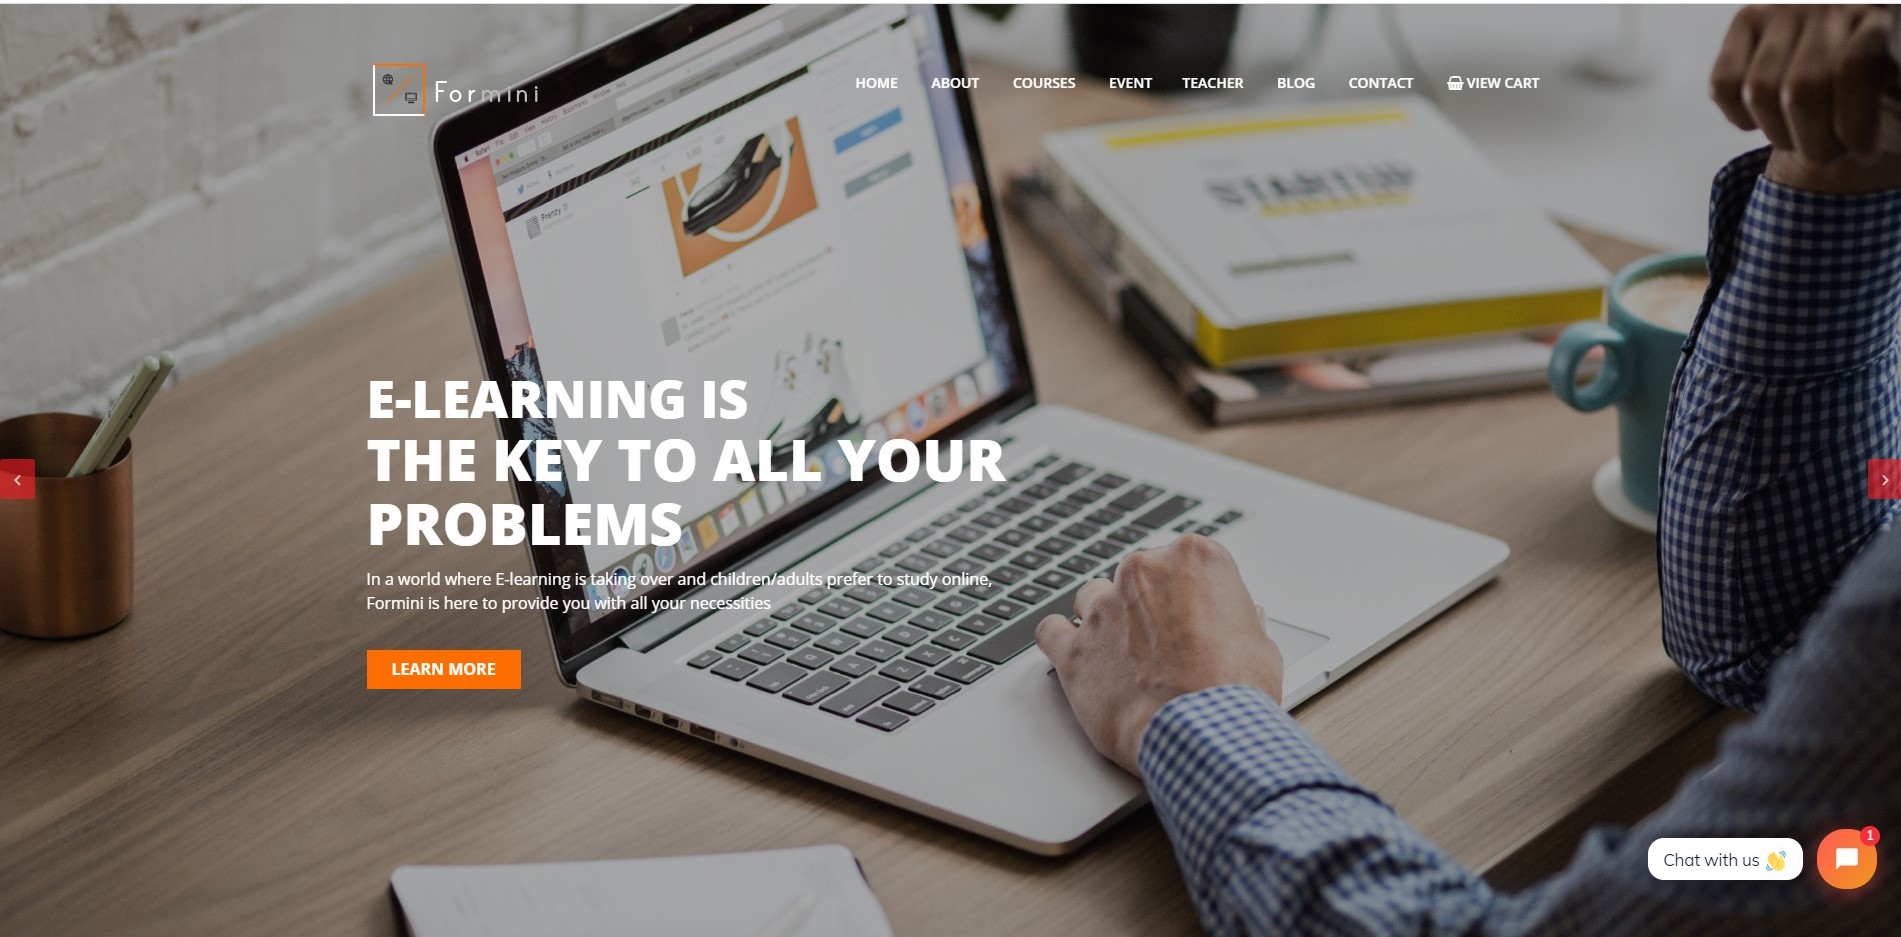 Formini
HOME ABOUT COURSES EVENT TEACHER BLOG CONTACT VIEW CART
STARTUP
Frenzy
E-LEARNING IS
THE KEY TO ALL YOUR
PROBLEMS
In a world where E-learning is taking over and children/adults prefer to study online,
Formini is here to provide you with all your necessities
LEARN MORE
Chat with us 👋
1